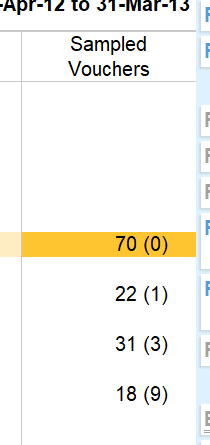 -Apr-12 to 31-Mar-13
Sampled
Vouchers
70 (0)
22 (1)
31 (3)
18 (9)